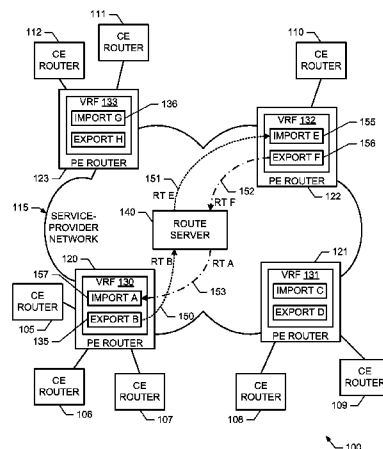 112
CE
ROUTER
111
CE
ROUTER
110
CE
ROUTER
VRF 133
136
IMPORT G
EXPORT H
PE ROUTER
123
VRF 132
IMPORT E
155
EXPORT F
156
PE ROUTER
122
151
152
RT E
RT F
115
SERVICE-
PROVIDER
NETWORK
140
ROUTE
SERVER
RT B
RT A
153
150
120
157
VRF 130
IMPORT A
EXPORT B
PE ROUTER
135
121
VRF 131
IMPORT C
EXPORT D
PE ROUTER
CE
ROUTER
105
CE
ROUTER
106
CE
ROUTER
107
CE
ROUTER
108
CE
ROUTER
109
100